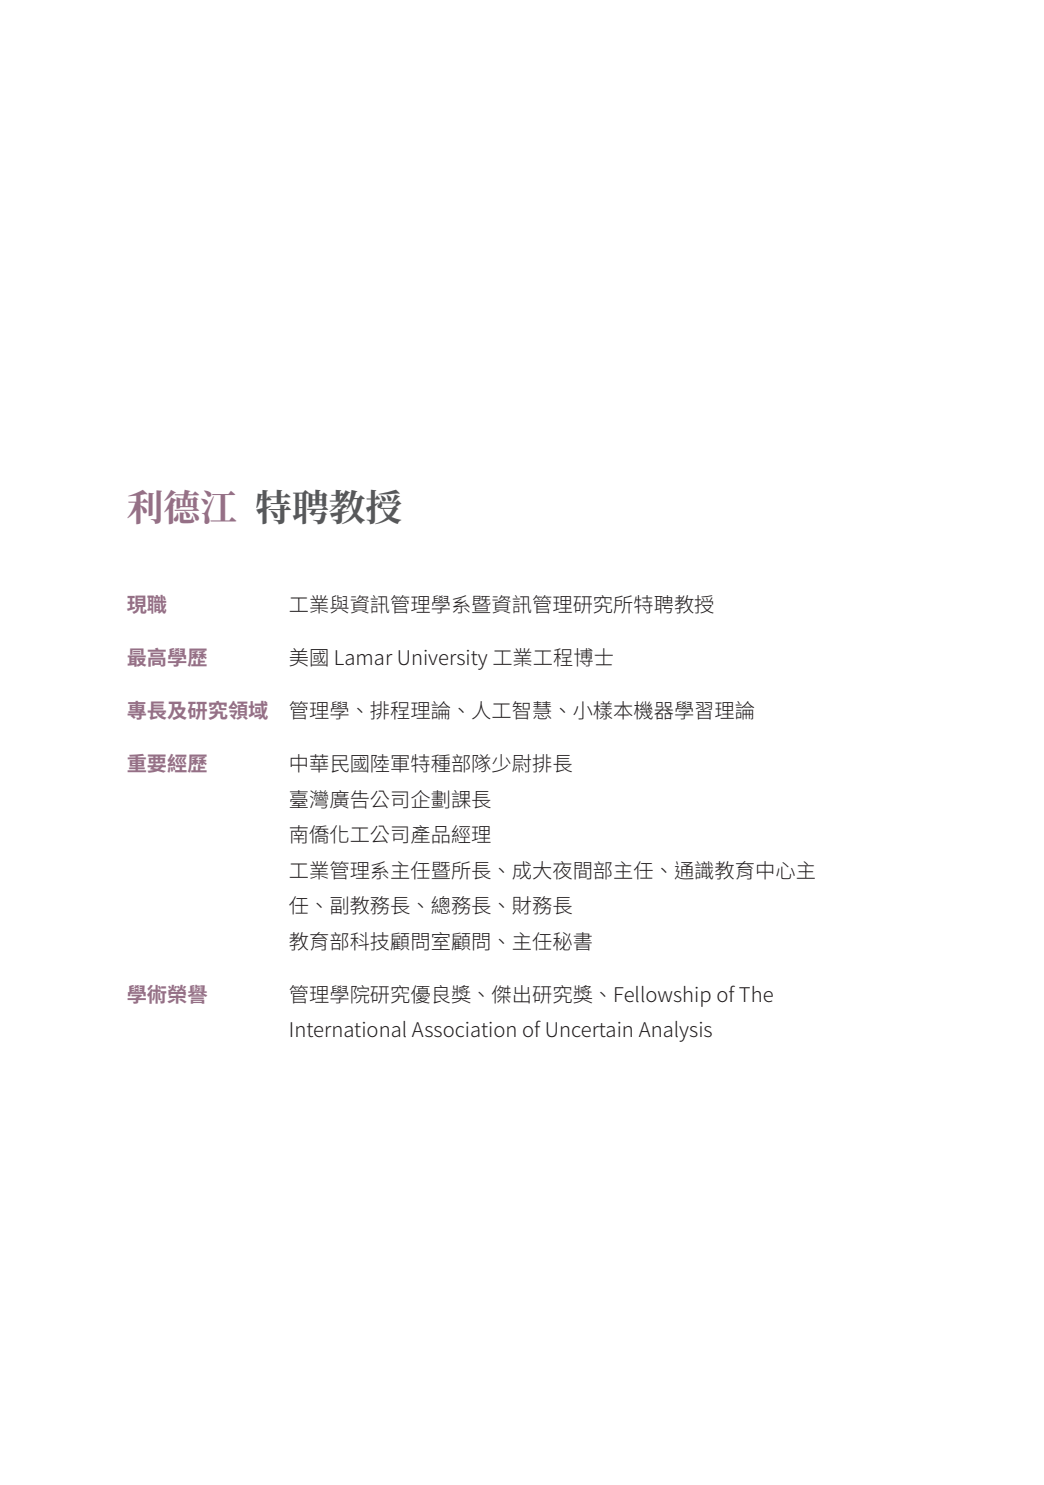 利德江 特聘教授
現職 工業與資訊管理學系暨資訊管理研究所特聘教授
最高學歷 美國 Lamar University 工業工程博士
專長及研究領域 管理學、排程理論、人工智慧、小樣本機器學習理論
重要經歷 中華民國陸軍特種部隊少尉排長
臺灣廣告公司企劃課長
南僑化工公司產品經理
工業管理系主任暨所長、成大夜間部主任、通識教育中心主
任、副教務長、總務長、財務長
教育部科技顧問室顧問、主任秘書
學術榮譽 管理學院研究優良獎、傑出研究獎、Fellowship of The
International Association of Uncertain Analysis